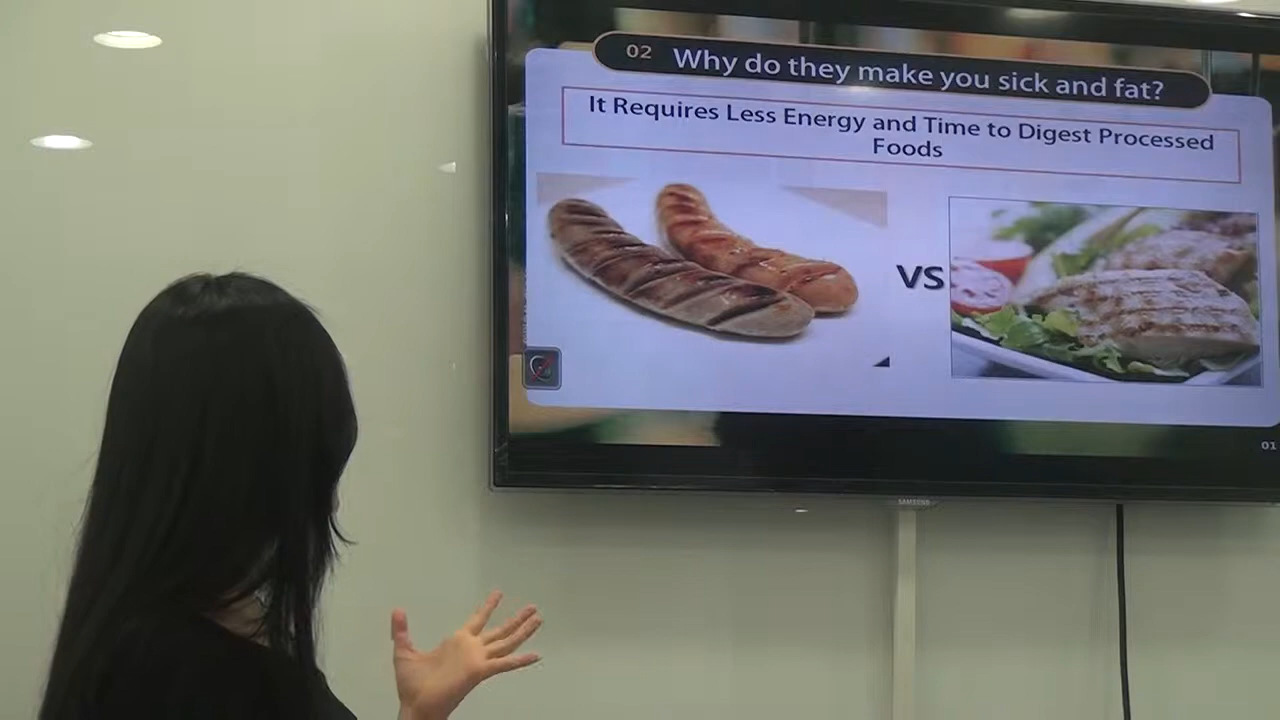 02 Why do they make you sick and fat?
It Requires Less Energy and Time to Digest Processed
Foods
VS
01
SAMSUNG